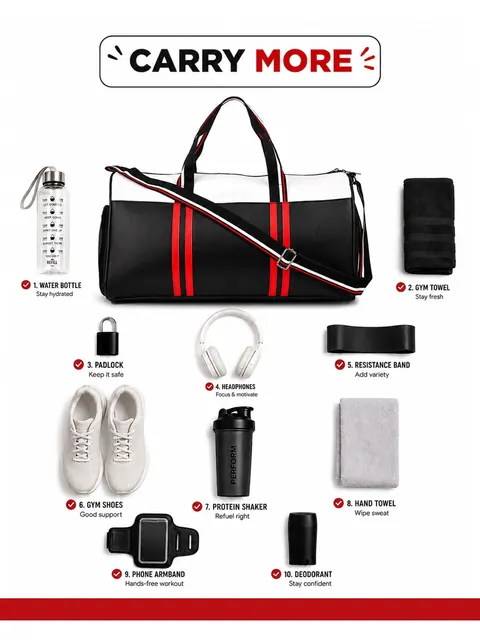 CARRY MORE
REFILL
1. WATER BOTTLE
Stay hydrated
2. GYM TOWEL
Stay fresh
3. PADLOCK
Keep it safe
4. HEADPHONES
Focus & motivate
5. RESISTANCE BAND
Add variety
PERFORM
6. GYM SHOES
Good support
7. PROTEIN SHAKER
Refuel right
8. HAND TOWEL
Wipe sweat
9. PHONE ARMBAND
Hands-free workout
10. DEODORANT
Stay confident